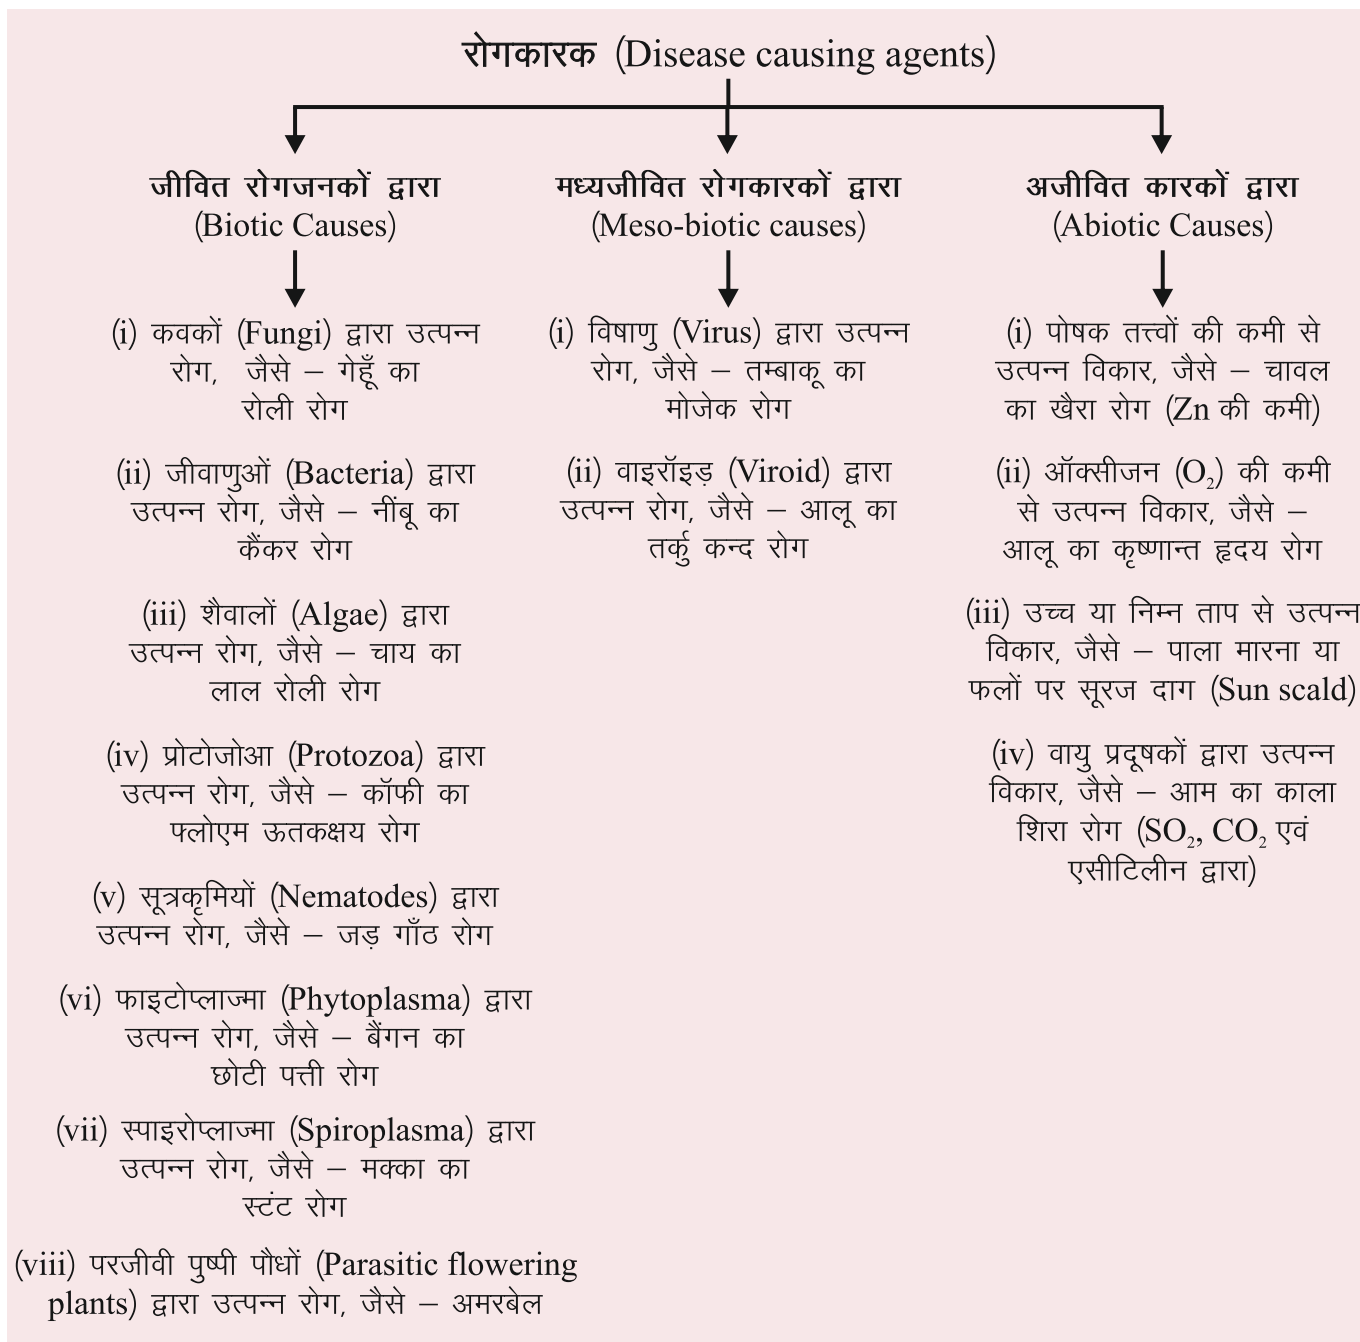 रोगकारक (Disease causing agents)
जीवित रोगजनकों द्वारा
(Biotic Causes)
(i) कवकों (Fungi) द्वारा उत्पन्न
रोग, जैसे – गेहूँ का
रोली रोग
(ii) जीवाणुओं (Bacteria) द्वारा
उत्पन्न रोग, जैसे – नींबू का
कैंकर रोग
(iii) शैवालों (Algae) द्वारा
उत्पन्न रोग, जैसे – चाय का
लाल रोली रोग
(iv) प्रोटोजोआ (Protozoa) द्वारा
उत्पन्न रोग, जैसे – कॉफी का
फ्लोएम ऊतकक्षय रोग
(v) सूत्रकृमियों (Nematodes) द्वारा
उत्पन्न रोग, जैसे – जड़ गाँठ रोग
(vi) फाइटोप्लाज्मा (Phytoplasma) द्वारा
उत्पन्न रोग, जैसे – बैंगन का
छोटी पत्ती रोग
(vii) स्पाइरोप्लाज्मा (Spiroplasma) द्वारा
उत्पन्न रोग, जैसे – मक्का का
स्टंट रोग
(viii) परजीवी पुष्पी पौधों (Parasitic flowering
plants) द्वारा उत्पन्न रोग, जैसे – अमरबेल
मध्यजीवित रोगकारकों द्वारा
(Meso-biotic causes)
(i) विषाणु (Virus) द्वारा उत्पन्न
रोग, जैसे – तम्बाकू का
मोजेक रोग
(ii) वाइरॉइड़ (Viroid) द्वारा
उत्पन्न रोग, जैसे – आलू का
तर्कु कन्द रोग
अजीवित कारकों द्वारा
(Abiotic Causes)
(i) पोषक तत्त्वों की कमी से
उत्पन्न विकार, जैसे – चावल
का खैरा रोग (Zn की कमी)
(ii) ऑक्सीजन (O₂) की कमी
से उत्पन्न विकार, जैसे –
आलू का कृष्णान्त हृदय रोग
(iii) उच्च या निम्न ताप से उत्पन्न
विकार, जैसे – पाला मारना या
फलों पर सूरज दाग (Sun scald)
(iv) वायु प्रदूषकों द्वारा उत्पन्न
विकार, जैसे – आम का काला
शिरा रोग (SO₂, CO₂ एवं
एसीटिलीन द्वारा)